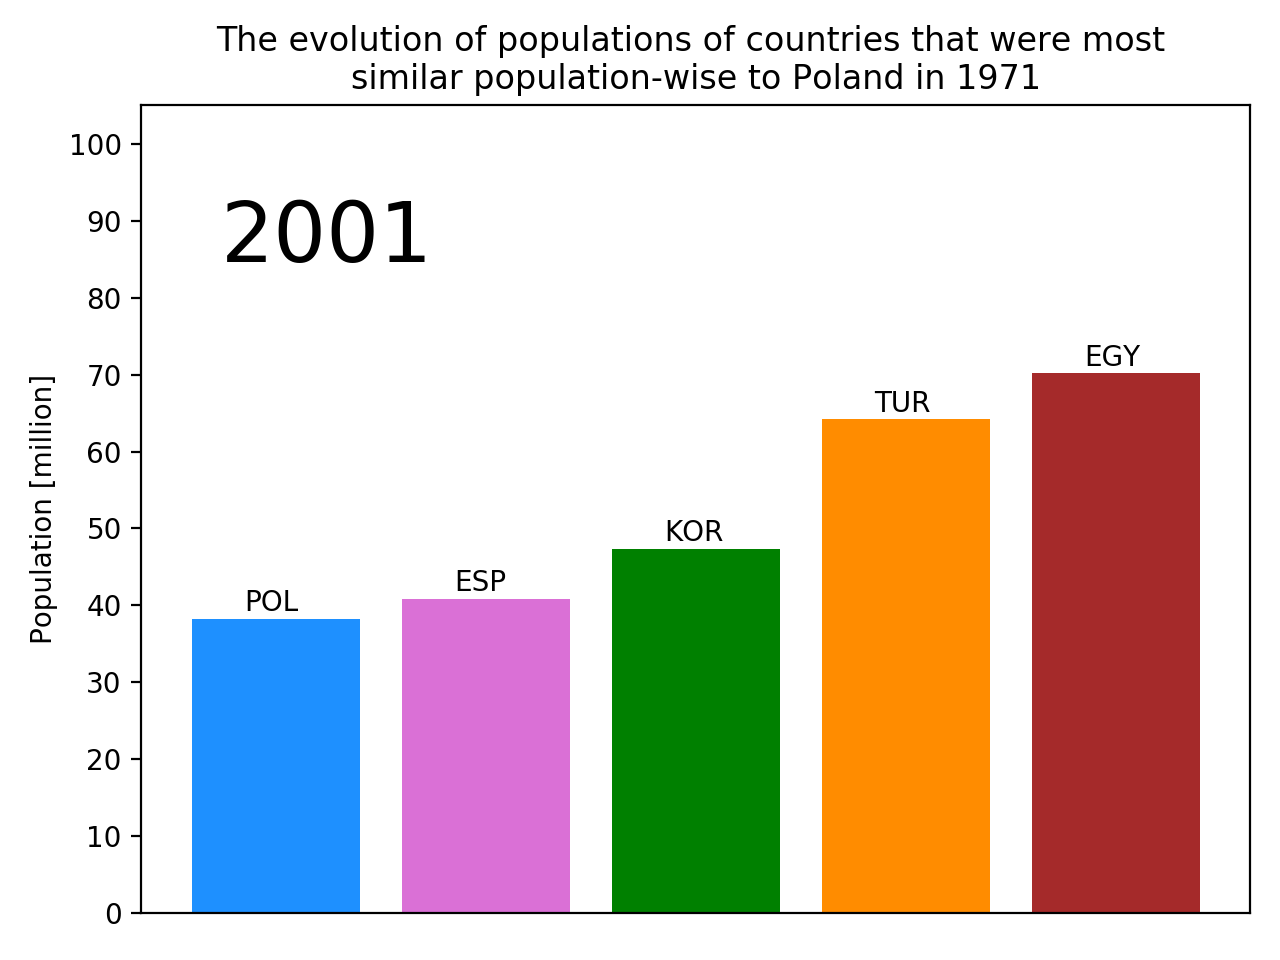 The evolution of populations of countries that were most
similar population-wise to Poland in 1971
100
90
80
70
60
50
40
30
20
10
0
Population [million]
2001
POL
ESP
KOR
TUR
EGY